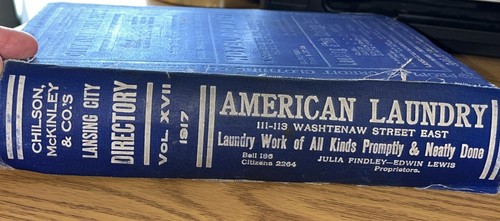 CHILSON,
McKINLEY
& CO.'S
LANSING CITY
DIRECTORY
VOL. XVII
1917
AMERICAN LAUNDRY
111-113 WASHTENAW STREET EAST
Laundry Work of All Kinds Promptly & Neatly Done
Bell 186
Citizens 2264
JULIA FINDLEY—EDWIN LEWIS
Proprietors.